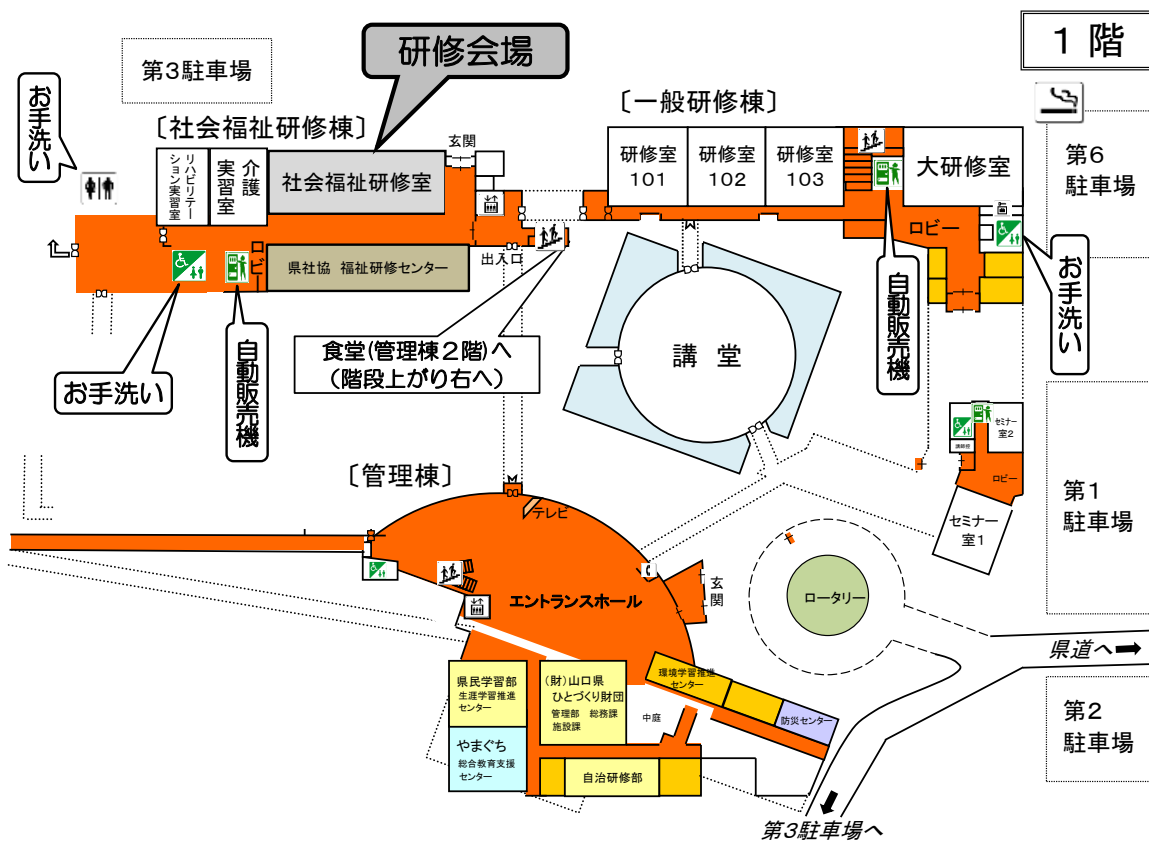 1 階
研修会場
第3駐車場
お手洗い
〔社会福祉研修棟〕
玄関
〔一般研修棟〕
リハビリテー
ション実習室
介護
実習室
社会福祉研修室
研修室
101
研修室
102
研修室
103
大研修室
第6
駐車場
ロビー
ロビー
県社協 福祉研修センター
出入口
お手洗い
自動販売機
お手洗い
自動販売機
食堂(管理棟2階)へ
(階段上がり右へ)
講 堂
セミナー
室2
ロビー
セミナー
室1
第1
駐車場
〔管理棟〕
テレビ
エントランスホール
玄関
ロータリー
県道へ
県民学習部
生涯学習推進
センター
(財)山口県
ひとづくり財団
管理部 総務課
施設課
環境学習推進
センター
防災センター
中庭
やまぐち
総合教育支援
センター
自治研修部
第2
駐車場
第3駐車場へ